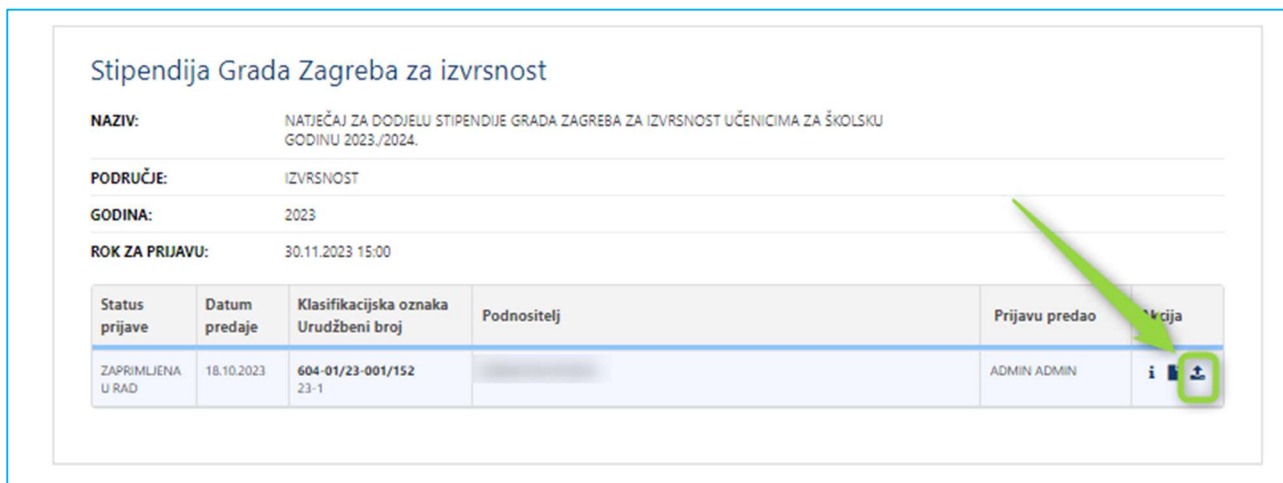 Stipendija Grada Zagreba za izvrsnost
NAZIV: NATJEČAJ ZA DODJELU STIPENDIJE GRADA ZAGREBA ZA IZVRSNOST UČENICIMA ZA ŠKOLSKU
GODINU 2023./2024.
PODRUČJE: IZVRSNOST
GODINA: 2023
ROK ZA PRIJAVU: 30.11.2023 15:00
Status prijave
Datum predaje
Klasifikacijska oznaka
Urudžbeni broj
Podnositelj
Prijavu predao
Akcija
ZAPRIMLJENA
U RAD
18.10.2023
604-01/23-001/152
23-1
ADMIN ADMIN